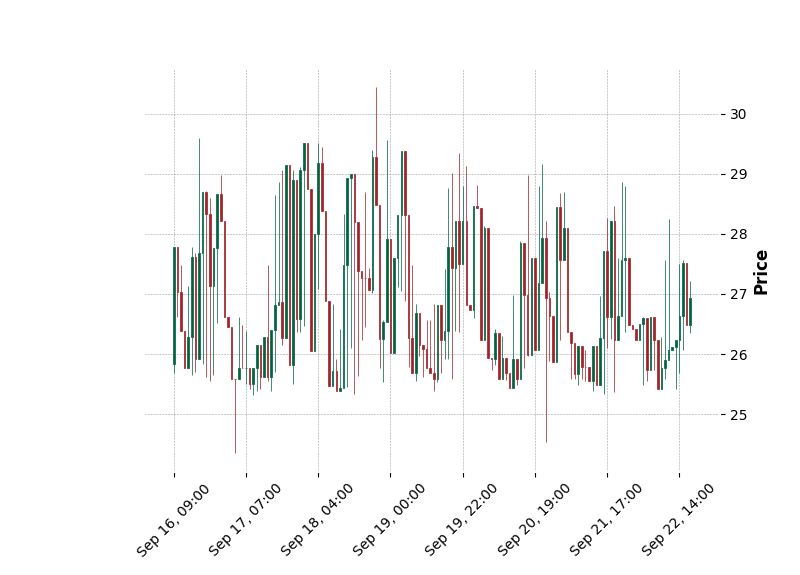 30
29
28
27
26
25
Price
Sep 16, 09:00
Sep 17, 07:00
Sep 18, 04:00
Sep 19, 00:00
Sep 19, 22:00
Sep 20, 19:00
Sep 21, 17:00
Sep 22, 14:00